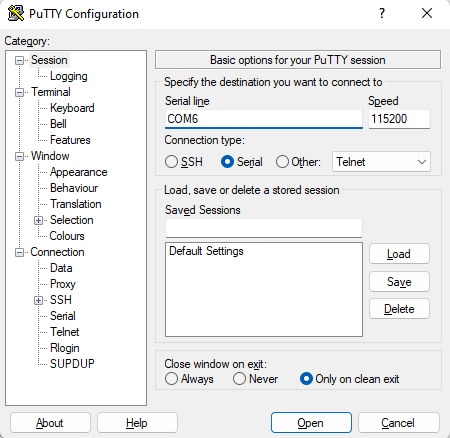 PuTTY Configuration
?
Category:
Session
Logging
Terminal
Keyboard
Bell
Features
Window
Appearance
Behaviour
Translation
Selection
Colours
Connection
Data
Proxy
SSH
Serial
Telnet
Rlogin
SUPDUP
Basic options for your PuTTY session
Specify the destination you want to connect to
Serial line Speed
COM6 115200
Connection type:
SSH Serial Other: Telnet
Load, save or delete a stored session
Saved Sessions
Default Settings
Load
Save
Delete
Close window on exit:
Always Never Only on clean exit
About Help Open Cancel